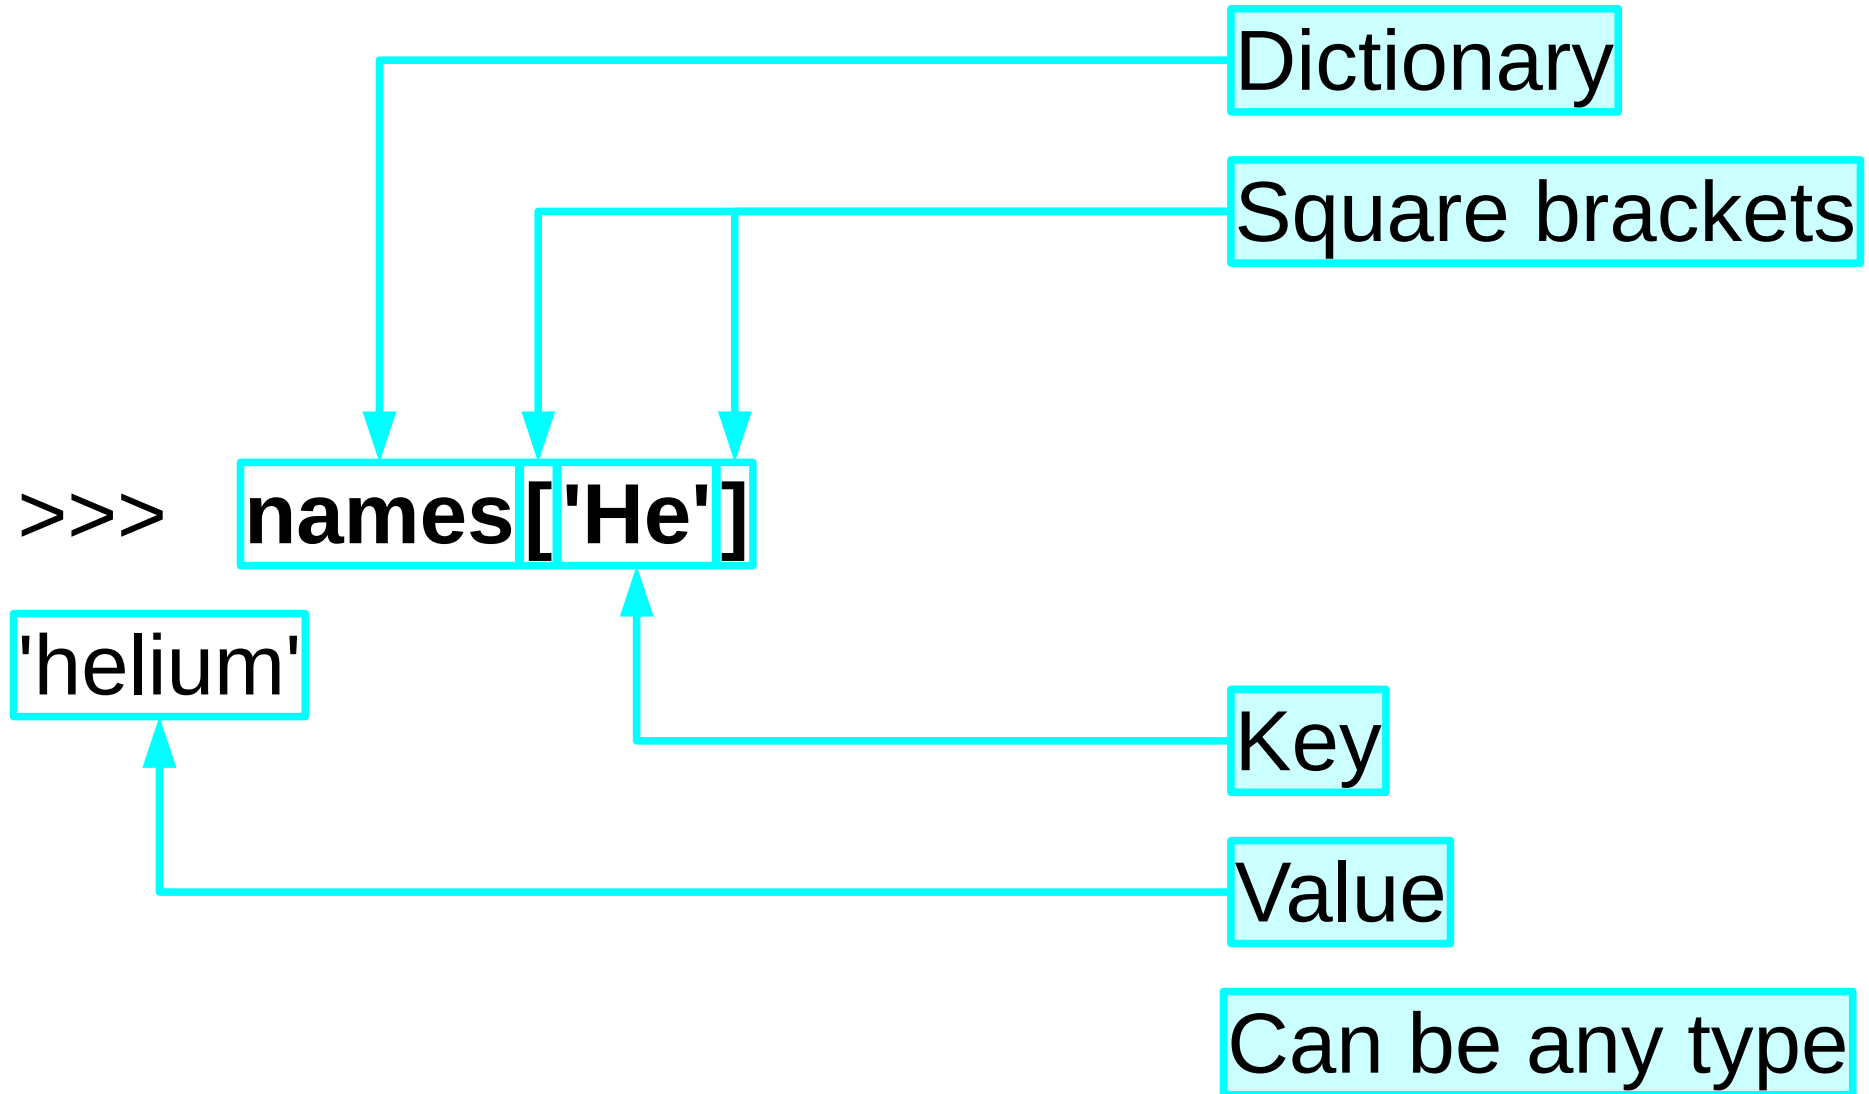 Dictionary
Square brackets
>>> names['He']
'helium'
Key
Value
Can be any type